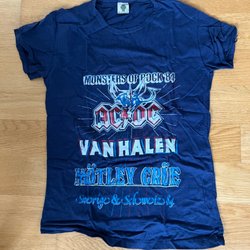 MONSTERS OF ROCK '84
AC/DC
VAN HALEN
MÖTLEY CRÜE